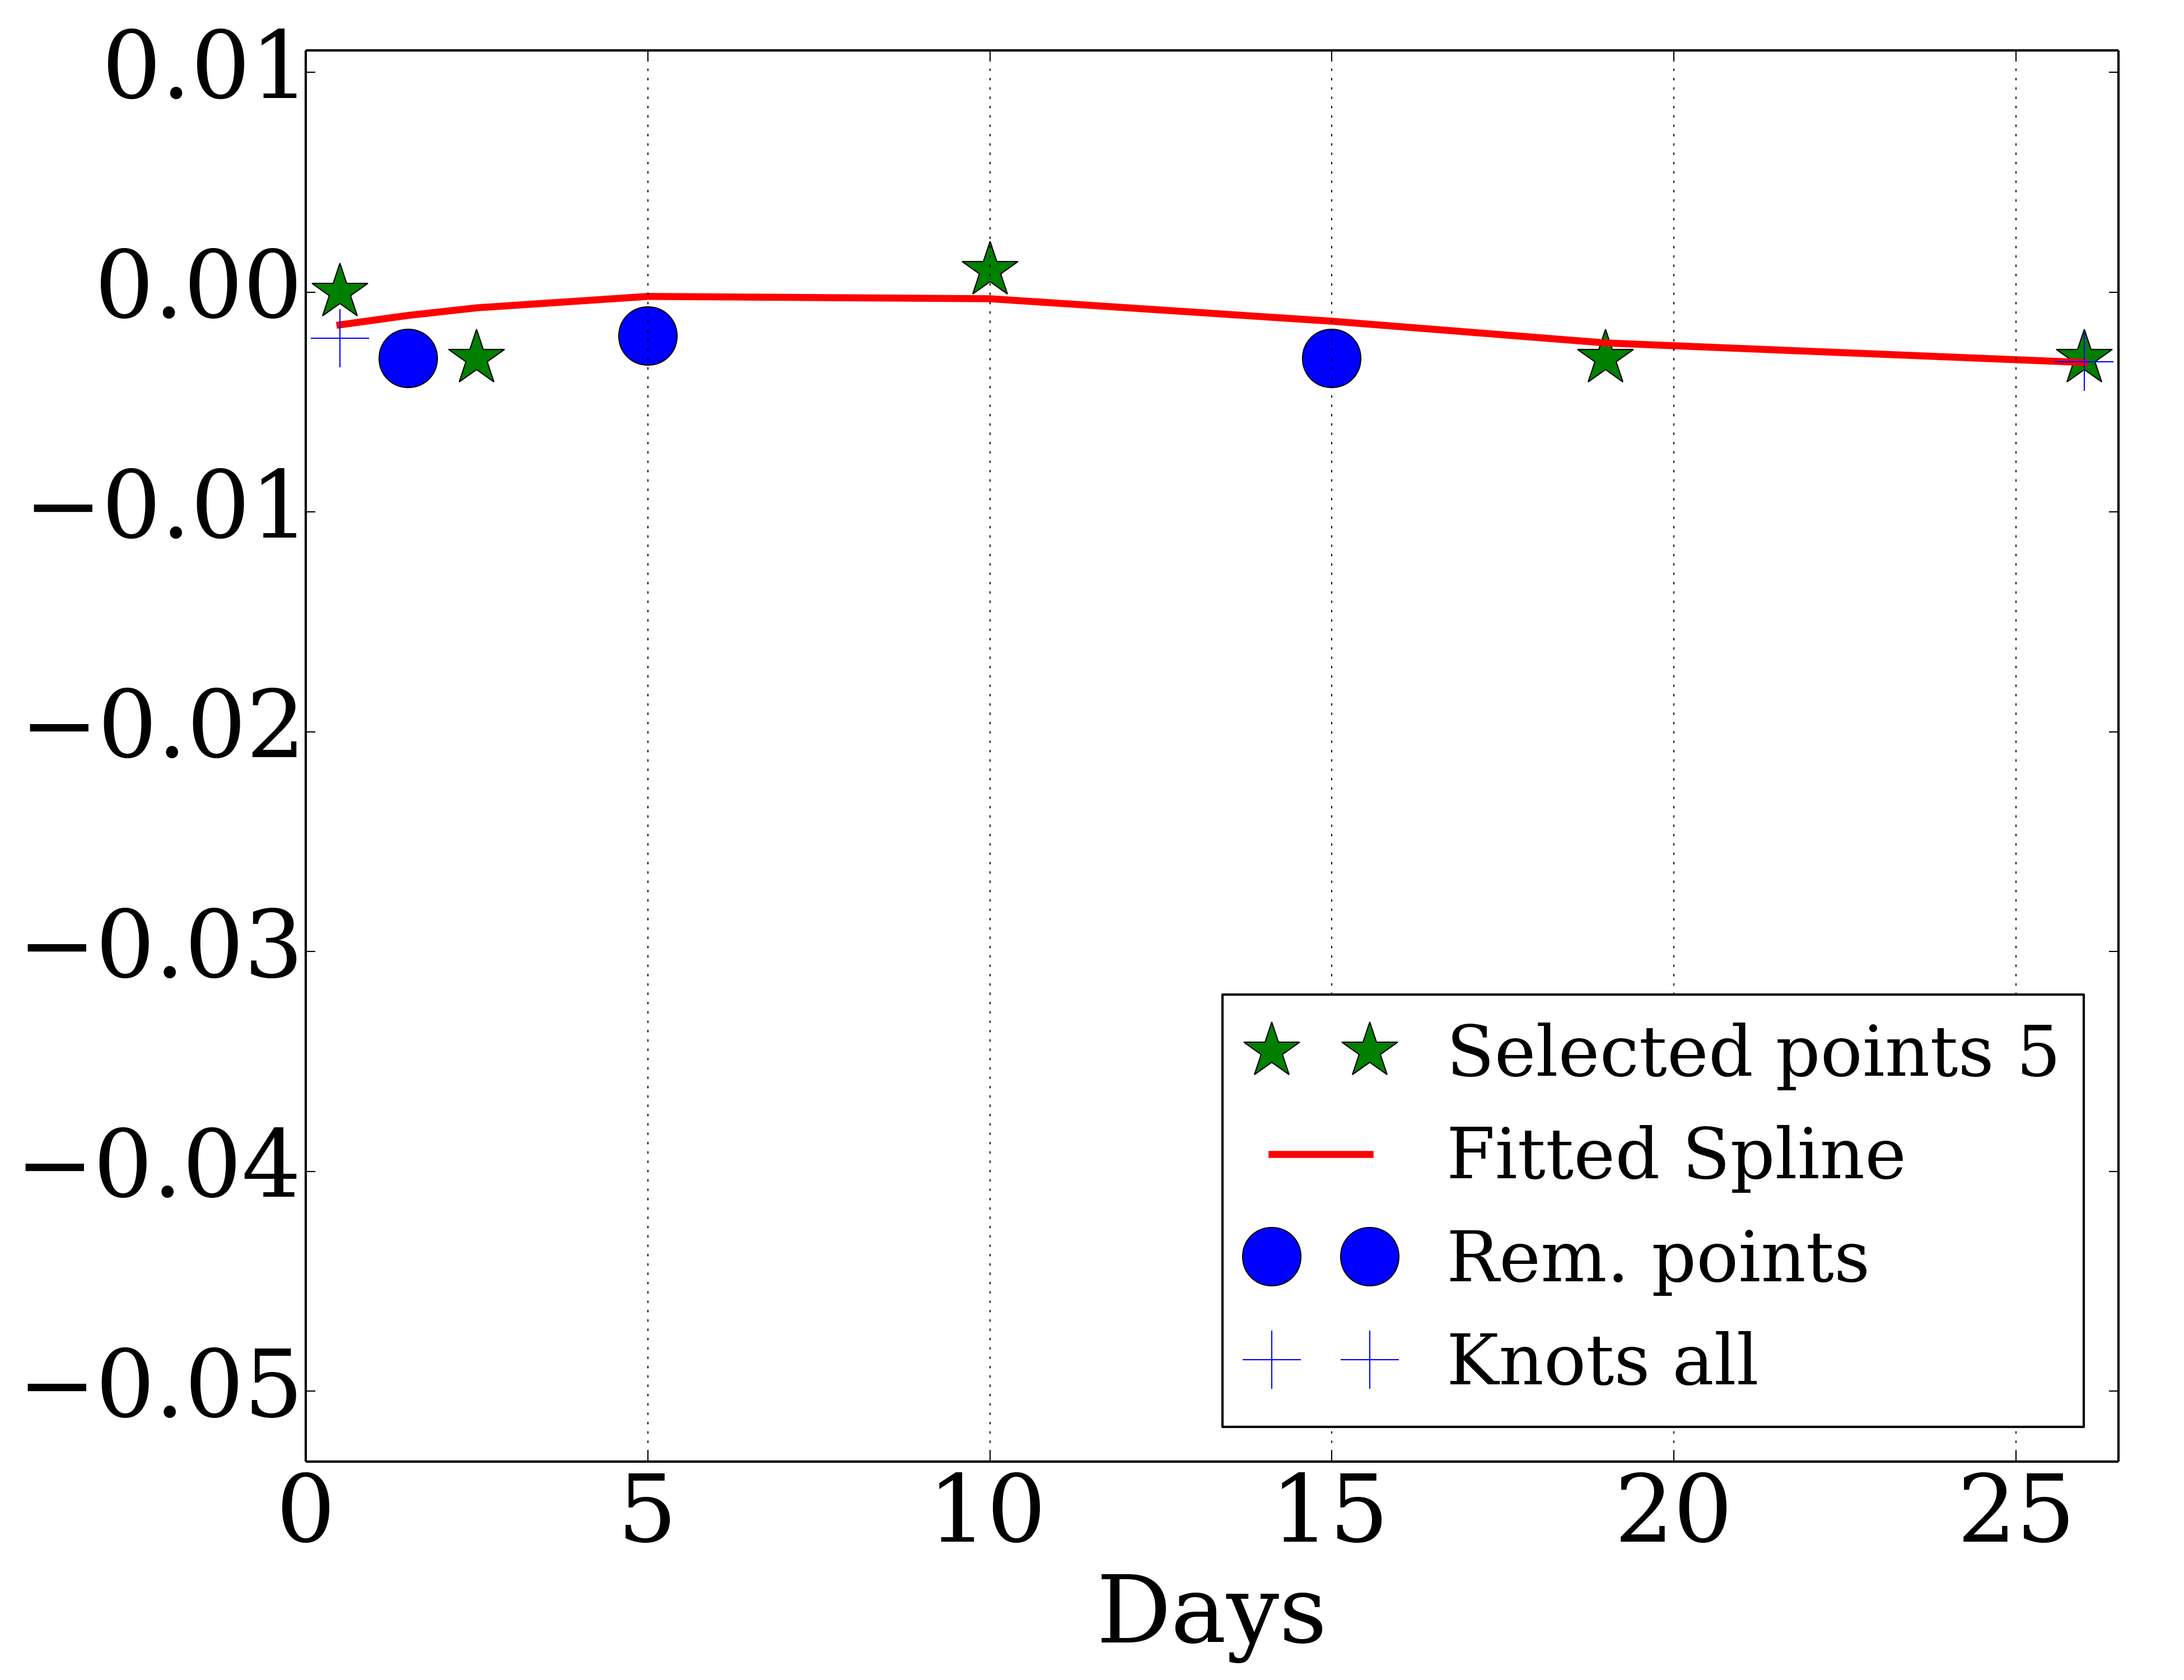 0.01
0.00
−0.01
−0.02
−0.03
−0.04
−0.05
Selected points 5
Fitted Spline
Rem. points
Knots all
0 5 10 15 20 25
Days